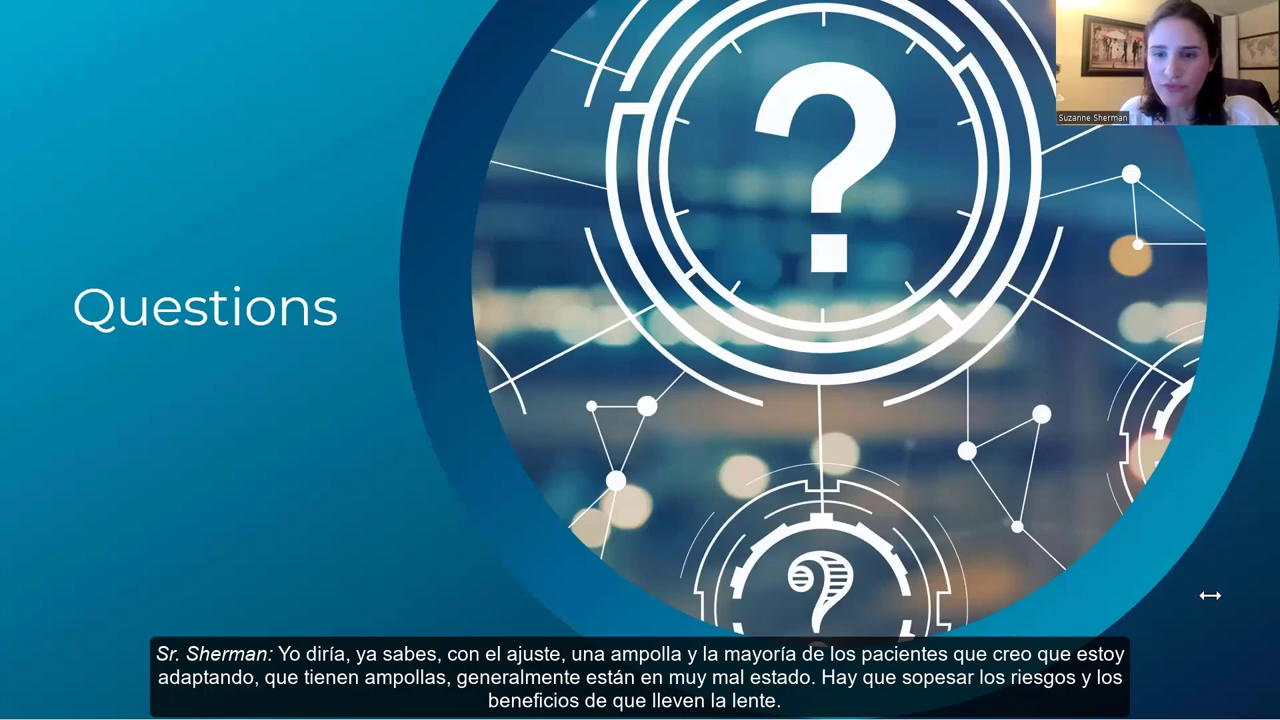 Suzanne Sherman
?
Questions
?
Sr. Sherman: Yo diría, ya sabes, con el ajuste, una ampolla y la mayoría de los pacientes que creo que estoy
adaptando, que tienen ampollas, generalmente están en muy mal estado. Hay que sopesar los riesgos y los
beneficios de que lleven la lente.